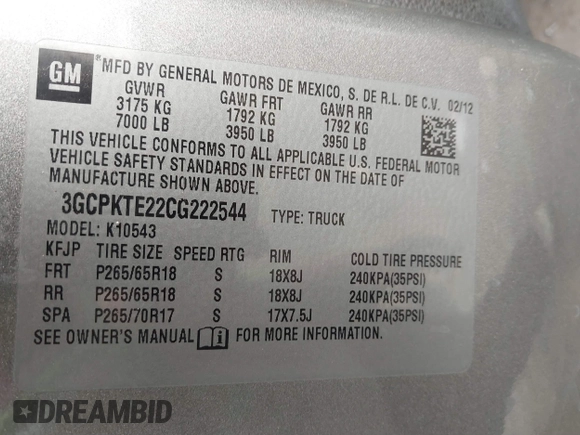 GM *MFD BY GENERAL MOTORS DE MEXICO, S. DE R.L. DE C.V. 02/12
GVWR GAWR FRT GAWR RR
3175 KG 1792 KG 1792 KG
7000 LB 3950 LB 3950 LB
THIS VEHICLE CONFORMS TO ALL APPLICABLE U.S. FEDERAL MOTOR
VEHICLE SAFETY STANDARDS IN EFFECT ON THE DATE OF
MANUFACTURE SHOWN ABOVE.
3GCPKTE22CG222544 TYPE: TRUCK
MODEL: K10543
KFJP TIRE SIZE SPEED RTG RIM COLD TIRE PRESSURE
FRT P265/65R18 S 18X8J 240KPA(35PSI)
RR P265/65R18 S 18X8J 240KPA(35PSI)
SPA P265/70R17 S 17X7.5J 240KPA(35PSI)
SEE OWNER'S MANUAL FOR MORE INFORMATION.
DREAMBID